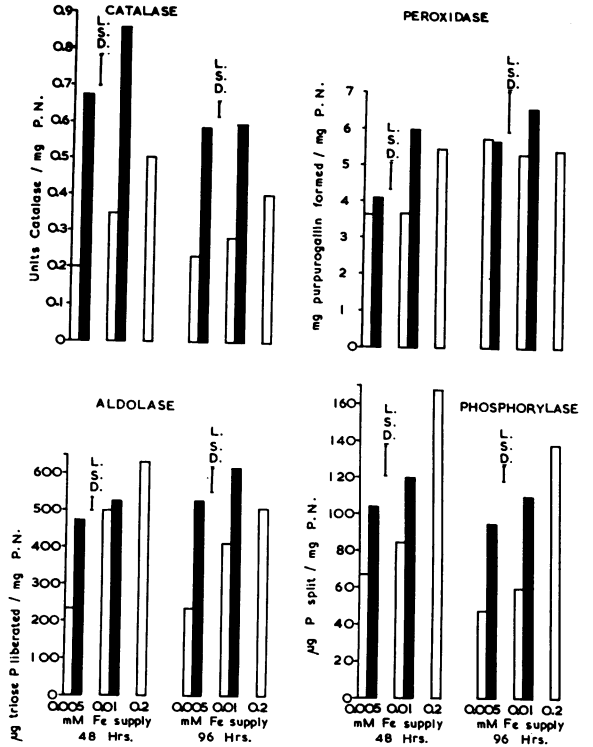 CATALASE
Units Catalase / mg P.N.
0.9
0.8
0.7
0.6
0.5
0.4
0.3
0.2
0.1
0
L.
S.
D.
L.
S.
D.
PEROXIDASE
mg purpurogallin formed / mg P.N.
7
6
5
4
3
2
1
0
L.
S.
D.
L.
S.
D.
ALDOLASE
µg triose P liberated / mg P.N.
600
500
400
300
200
100
0
L.
S.
D.
L.
S.
D.
0.005 0.01 0.2 0.005 0.01 0.2
mM Fe supply mM Fe supply
48 Hrs. 96 Hrs.
PHOSPHORYLASE
µg P split / mg P.N.
160
140
120
100
80
60
40
20
0
L.
S.
D.
L.
S.
D.
0.005 0.01 0.2 0.005 0.01 0.2
mM Fe supply mM Fe supply
48 Hrs. 96 Hrs.